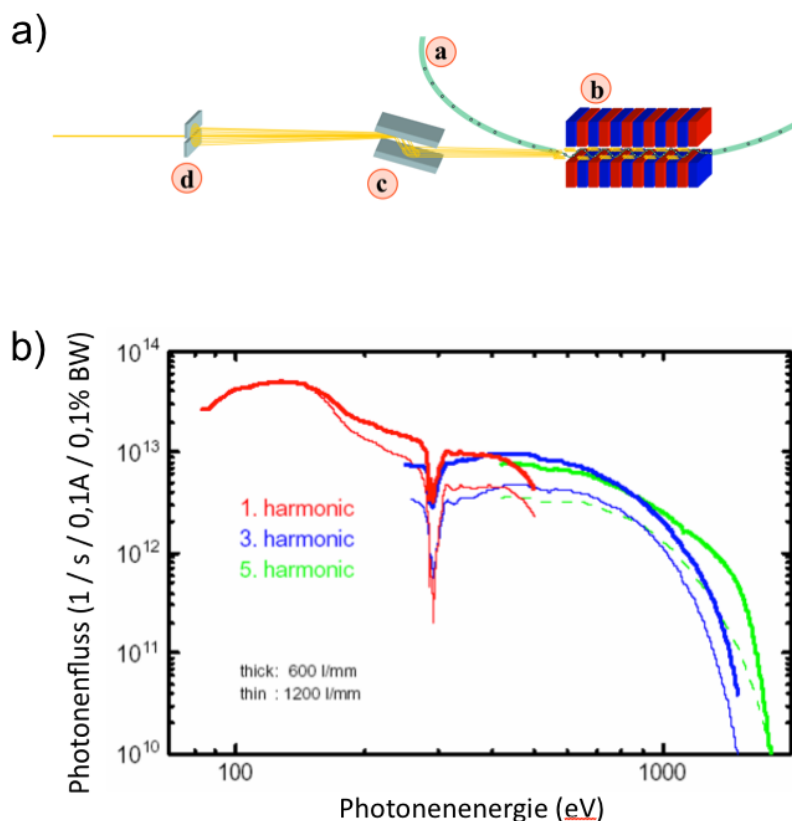 a)
a
b
c
d
b)
Photonenfluss (1 / s / 0,1A / 0,1% BW)
10^14
10^13
10^12
10^11
10^10
1. harmonic
3. harmonic
5. harmonic
thick: 600 l/mm
thin : 1200 l/mm
100
1000
Photonenenergie (eV)